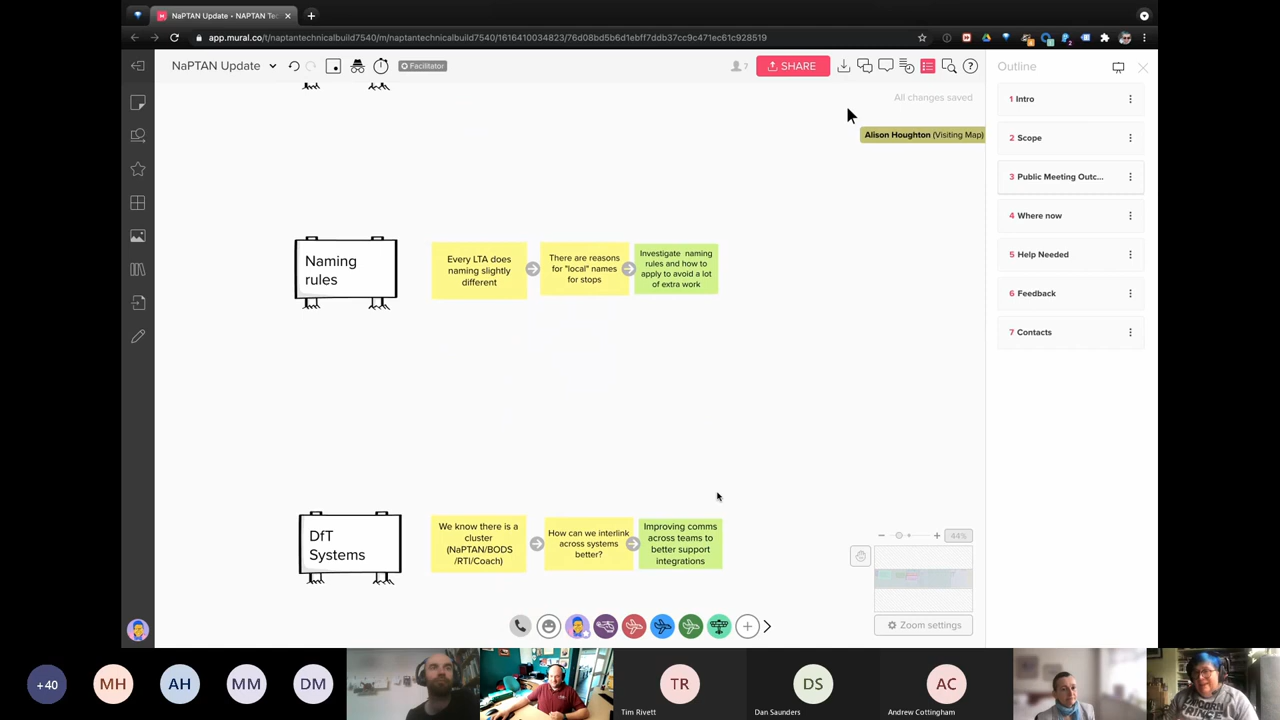 NaPTAN Update • NAPTAN Tec
app.mural.co/t/naptantechnicalbuild7540/m/naptantechnicalbuild7540/1616410034823/76d08bd5b6d1ebff7ddb37cc9c471ec61c928519
NaPTAN Update
Facilitator
7
SHARE
Outline
All changes saved
Alison Houghton (Visiting Map)
1 Intro
2 Scope
3 Public Meeting Outc...
4 Where now
5 Help Needed
6 Feedback
7 Contacts
Naming
rules
Every LTA does
naming slightly
different
There are reasons
for "local" names
for stops
Investigate naming
rules and how to
apply to avoid a lot
of extra work
DfT
Systems
We know there is a
cluster
(NaPTAN/BODS
/RTI/Coach)
How can we interlink
across systems
better?
Improving comms
across teams to
better support
integrations
44%
Zoom settings
+40
MH
AH
MM
DM
TR
Tim Rivett
DS
Dan Saunders
AC
Andrew Cottingham